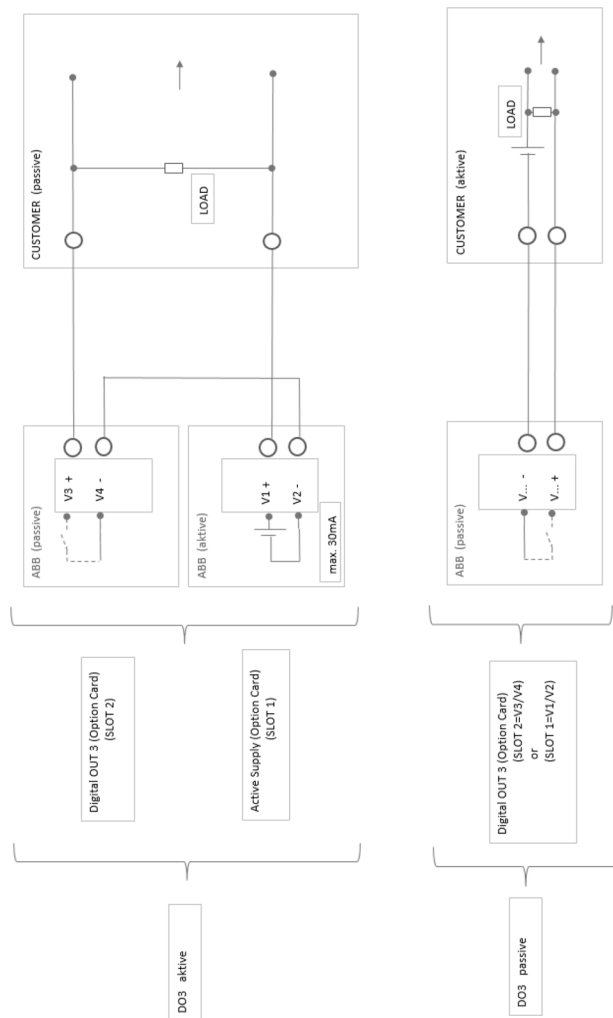 DO3 aktive
Digital OUT 3 (Option Card)
(SLOT 2)
Active Supply (Option Card)
(SLOT 1)
ABB (passive)
V3 +
V4 -
ABB (aktive)
V1 +
V2 -
max. 30mA
CUSTOMER (passive)
LOAD
DO3 passive
Digital OUT 3 (Option Card)
(SLOT 2=V3/V4)
or
(SLOT 1=V1/V2)
ABB (passive)
V... -
V... +
CUSTOMER (aktive)
LOAD